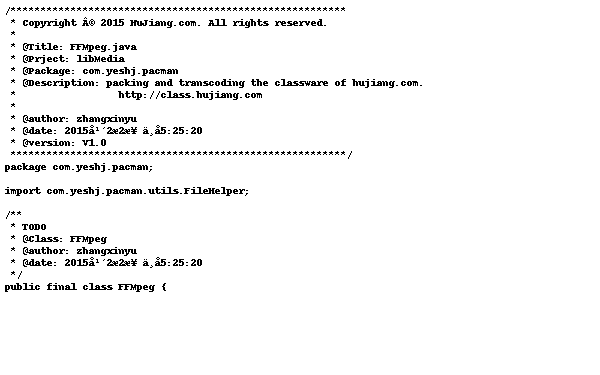 /********************************************************
 * Copyright Â© 2015 HuJiang.com. All rights reserved.
 *
 * @Title: FFMpeg.java
 * @Prject: libMedia
 * @Package: com.yeshj.pacman
 * @Description: packing and transcoding the classware of hujiang.com.
 *                 http://class.hujiang.com
 *
 * @author: zhangxinyu
 * @date: 2015å¹´2æ2æ¥ ä¸å5:25:20
 * @version: V1.0
 ********************************************************/
package com.yeshj.pacman;
import com.yeshj.pacman.utils.FileHelper;
/**
 * TODO
 * @Class: FFMpeg
 * @author: zhangxinyu
 * @date: 2015å¹´2æ2æ¥ ä¸å5:25:20
 */
public final class FFMpeg {